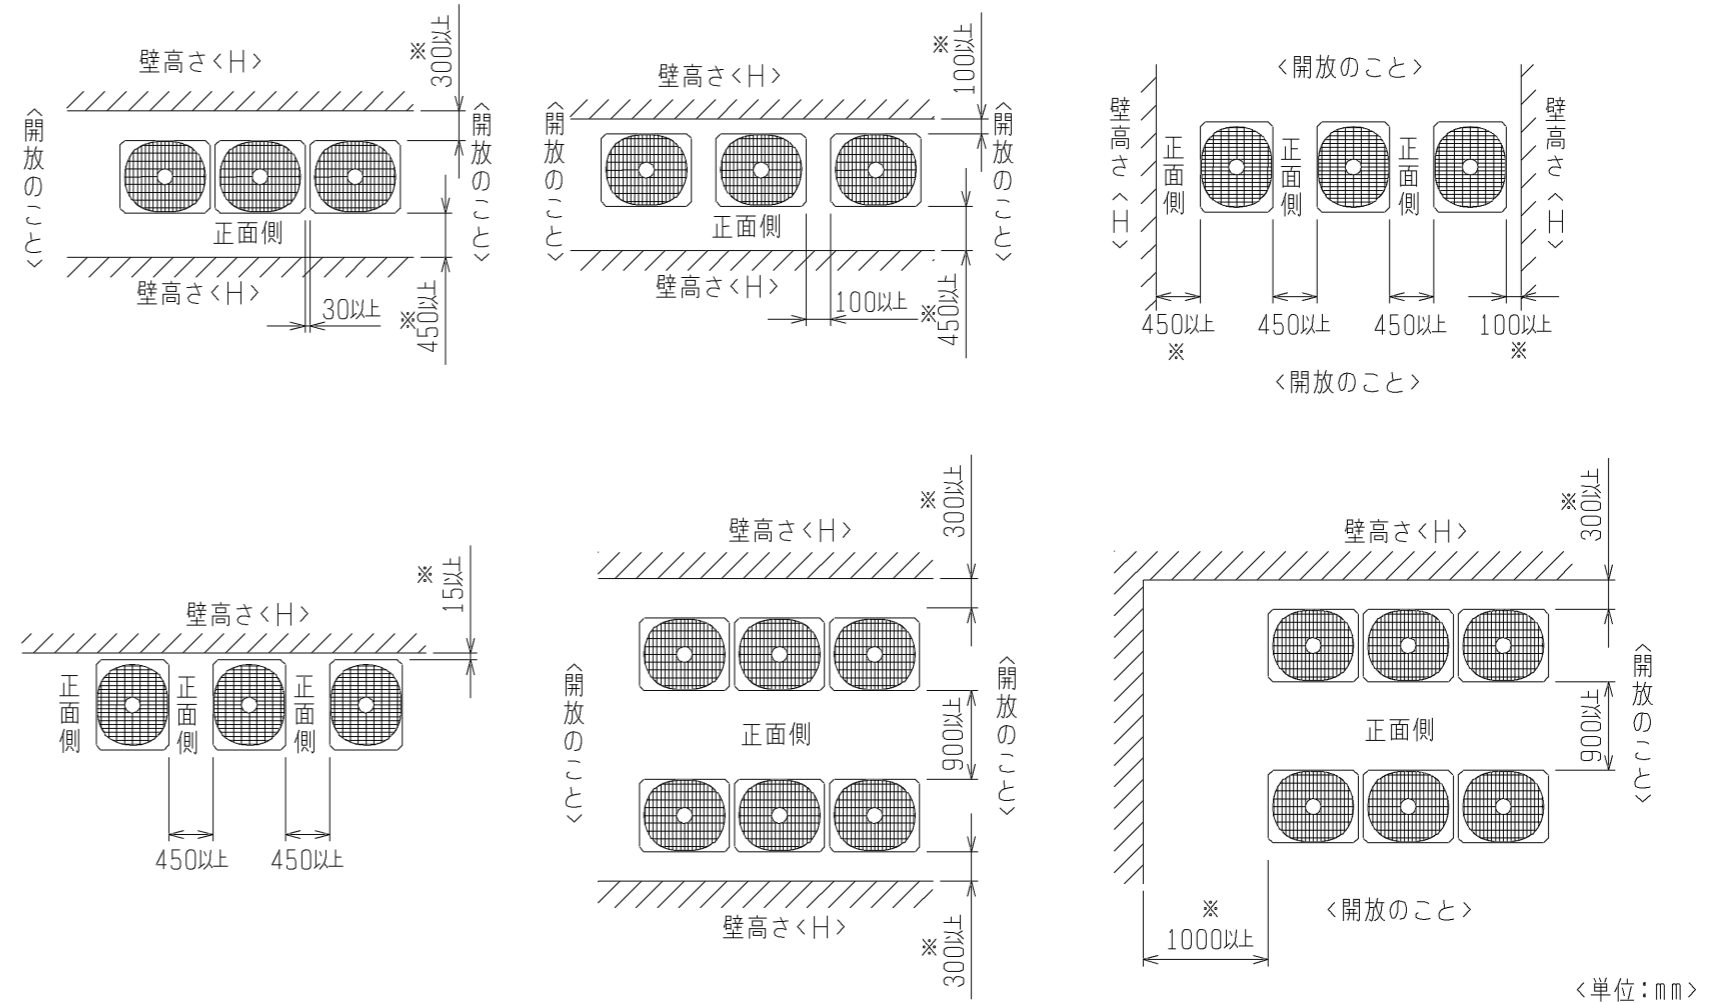 壁高さ<H>
※
300以上
<開放のこと>
<開放のこと>
正面側
壁高さ<H>
30以上
※
450以上
壁高さ<H>
※
100以上
<開放のこと>
<開放のこと>
正面側
壁高さ<H>
100以上
※
450以上
<開放のこと>
壁高さ<H>
正面側
正面側
正面側
壁高さ<H>
450以上
450以上
450以上
100以上
※
※
<開放のこと>
壁高さ<H>
※
15以上
正面側
正面側
正面側
450以上
450以上
壁高さ<H>
※
300以上
<開放のこと>
正面側
900以上
<開放のこと>
壁高さ<H>
※
300以上
壁高さ<H>
※
300以上
正面側
900以上
<開放のこと>
※
1000以上
<開放のこと>
<単位:mm>